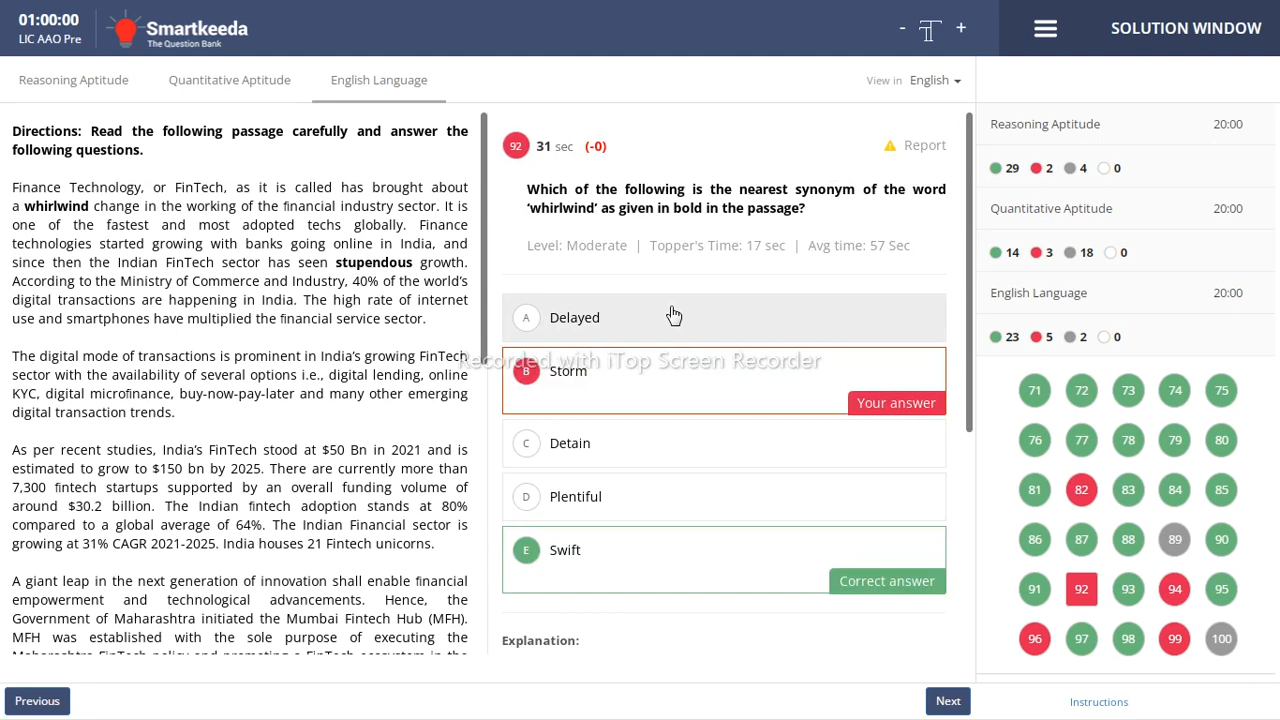 01:00:00
LIC AAO Pre
Smartkeeda
The Question Bank
- T +
SOLUTION WINDOW
Reasoning Aptitude Quantitative Aptitude English Language
View in English
Directions: Read the following passage carefully and answer the
following questions.
Finance Technology, or FinTech, as it is called has brought about
a whirlwind change in the working of the financial industry sector. It is
one of the fastest and most adopted techs globally. Finance
technologies started growing with banks going online in India, and
since then the Indian FinTech sector has seen stupendous growth.
According to the Ministry of Commerce and Industry, 40% of the world's
digital transactions are happening in India. The high rate of internet
use and smartphones have multiplied the financial service sector.
The digital mode of transactions is prominent in India's growing FinTech
sector with the availability of several options i.e., digital lending, online
KYC, digital microfinance, buy-now-pay-later and many other emerging
digital transaction trends.
As per recent studies, India's FinTech stood at $50 Bn in 2021 and is
estimated to grow to $150 bn by 2025. There are currently more than
7,300 fintech startups supported by an overall funding volume of
around $30.2 billion. The Indian fintech adoption stands at 80%
compared to a global average of 64%. The Indian Financial sector is
growing at 31% CAGR 2021-2025. India houses 21 Fintech unicorns.
A giant leap in the next generation of innovation shall enable financial
empowerment and technological advancements. Hence, the
Government of Maharashtra initiated the Mumbai Fintech Hub (MFH).
MFH was established with the sole purpose of executing the
Maharashtra FinTech policy and promoting a FinTech ecosystem in the
92 31 sec (-0)
Report
Which of the following is the nearest synonym of the word
‘whirlwind’ as given in bold in the passage?
Level: Moderate | Topper's Time: 17 sec | Avg time: 57 Sec
A Delayed
Recorded with iTop Screen Recorder
B Storm
Your answer
C Detain
D Plentiful
E Swift
Correct answer
Explanation:
Reasoning Aptitude 20:00
29 2 4 0
Quantitative Aptitude 20:00
14 3 18 0
English Language 20:00
23 5 2 0
71 72 73 74 75
76 77 78 79 80
81 82 83 84 85
86 87 88 89 90
91 92 93 94 95
96 97 98 99 100
Previous
Next
Instructions